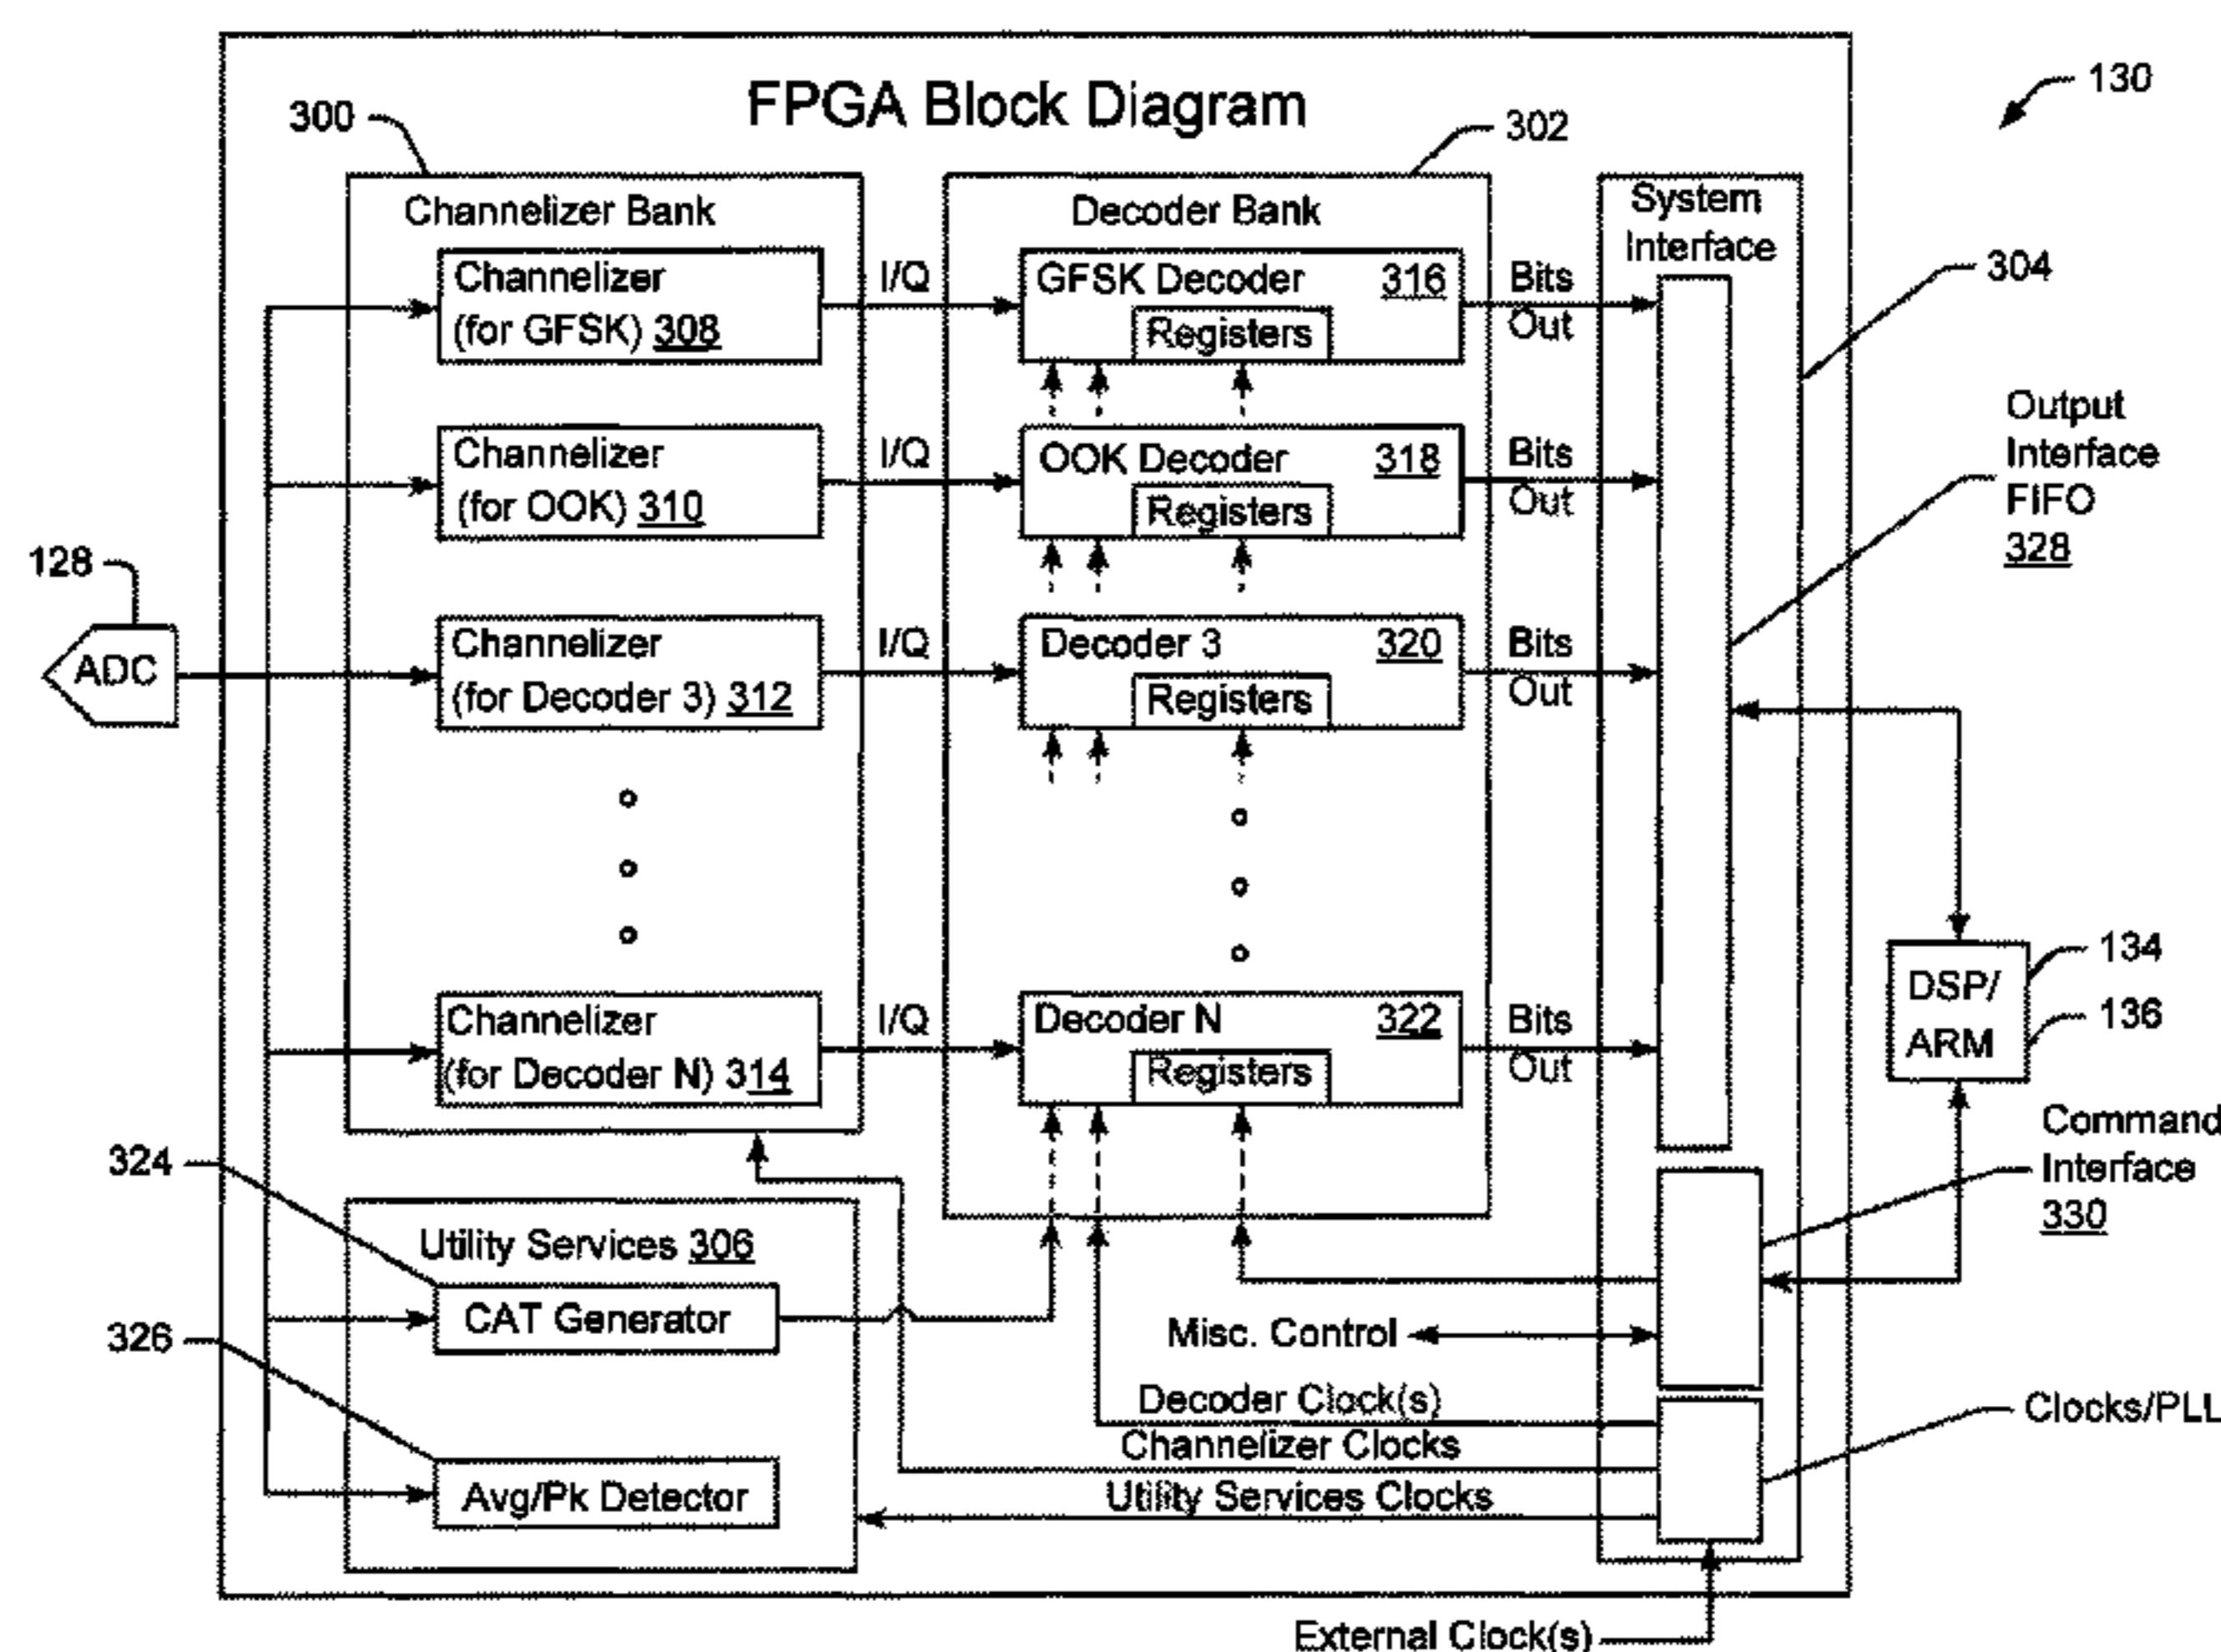 FPGA Block Diagram
130
300
302
Channelizer Bank
Decoder Bank
System
Interface
304
Channelizer
(for GFSK) 308
I/Q
GFSK Decoder 316
Registers
Bits
Out
Output
Interface
FIFO
328
Channelizer
(for OOK) 310
I/Q
OOK Decoder 318
Registers
Bits
Out
128
ADC
Channelizer
(for Decoder 3) 312
I/Q
Decoder 3 320
Registers
Bits
Out
Channelizer
(for Decoder N) 314
I/Q
Decoder N 322
Registers
Bits
Out
DSP/
ARM
134
136
Command
Interface
330
324
Utility Services 306
CAT Generator
326
Avg/Pk Detector
Misc. Control
Decoder Clock(s)
Channelizer Clocks
Utility Services Clocks
Clocks/PLL
External Clock(s)